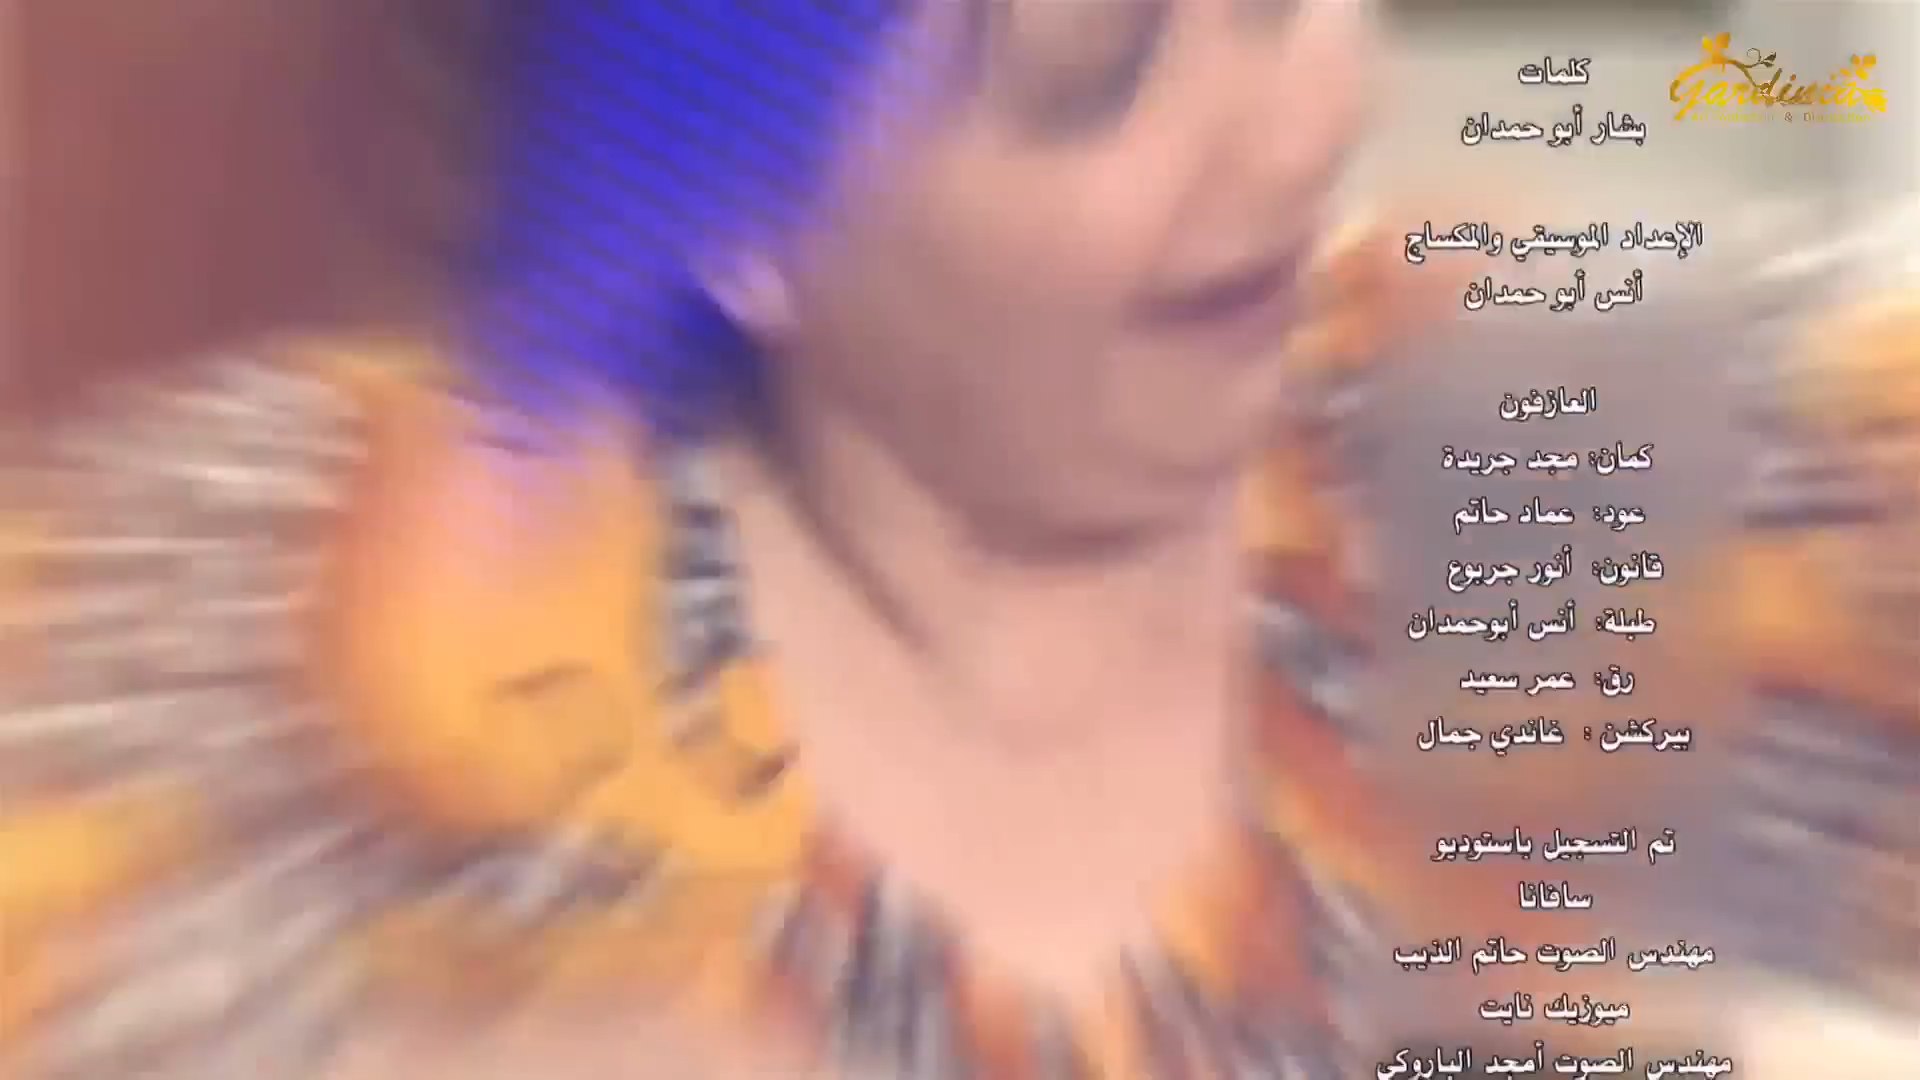 Gardinia
كلمات
بشار أبو حمدان
الإعداد الموسيقي والمكساج
أنس أبو حمدان
العازفون
كمان: مجد جريدة
عود: عماد حاتم
قانون: أنور جربوع
طبلة: أنس أبوحمدان
رق: عمر سعيد
بيركشن : غاندي جمال
تم التسجيل باستوديو
سافانا
مهندس الصوت حاتم الذيب
ميوزيك نايت
مهندس الصوت أمجد الباروكي